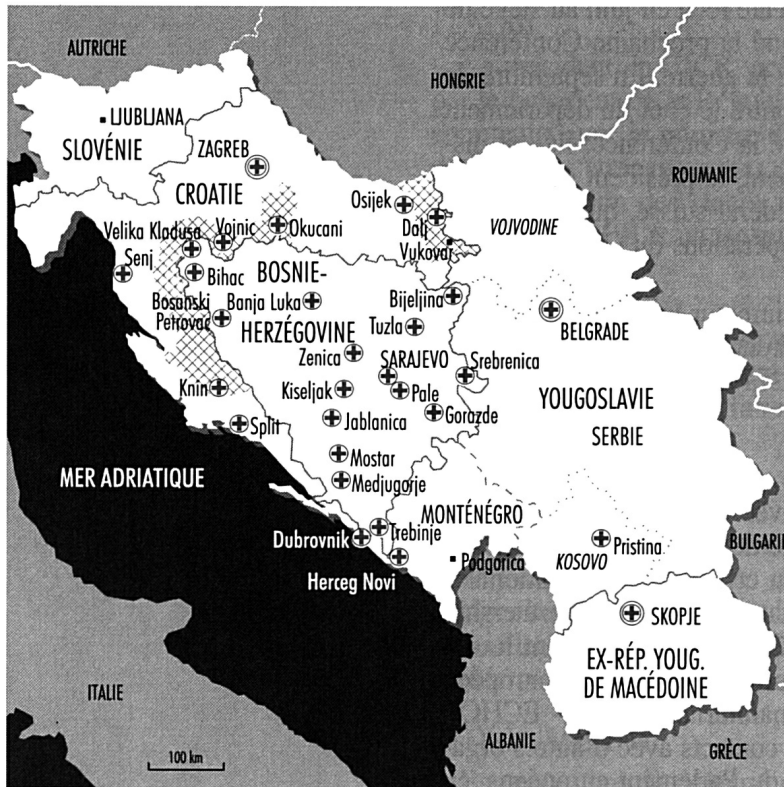 AUTRICHE
HONGRIE
LJUBLJANA
SLOVÉNIE
ZAGREB
ROUMANIE
CROATIE
Osijek
VOJVODINE
Velika Kladusa
Vojnic
Okucani
Dalj
Vukovar
Senj
Bihac
BOSNIE-
HERZÉGOVINE
Bosanski
Petrovac
Banja Luka
Bijeljina
Tuzla
BELGRADE
Zenica
SARAJEVO
Srebrenica
Knin
Kiseljak
Pale
YOUGOSLAVIE
SERBIE
Split
Jablanica
Gorazde
MER ADRIATIQUE
Mostar
Medjugorje
MONTÉNÉGRO
Dubrovnik
Trebinje
Pristina
BULGARIE
Herceg Novi
Podgorica
KOSOVO
SKOPJE
EX-RÉP. YOUG.
DE MACÉDOINE
ITALIE
100 km
ALBANIE
GRÈCE